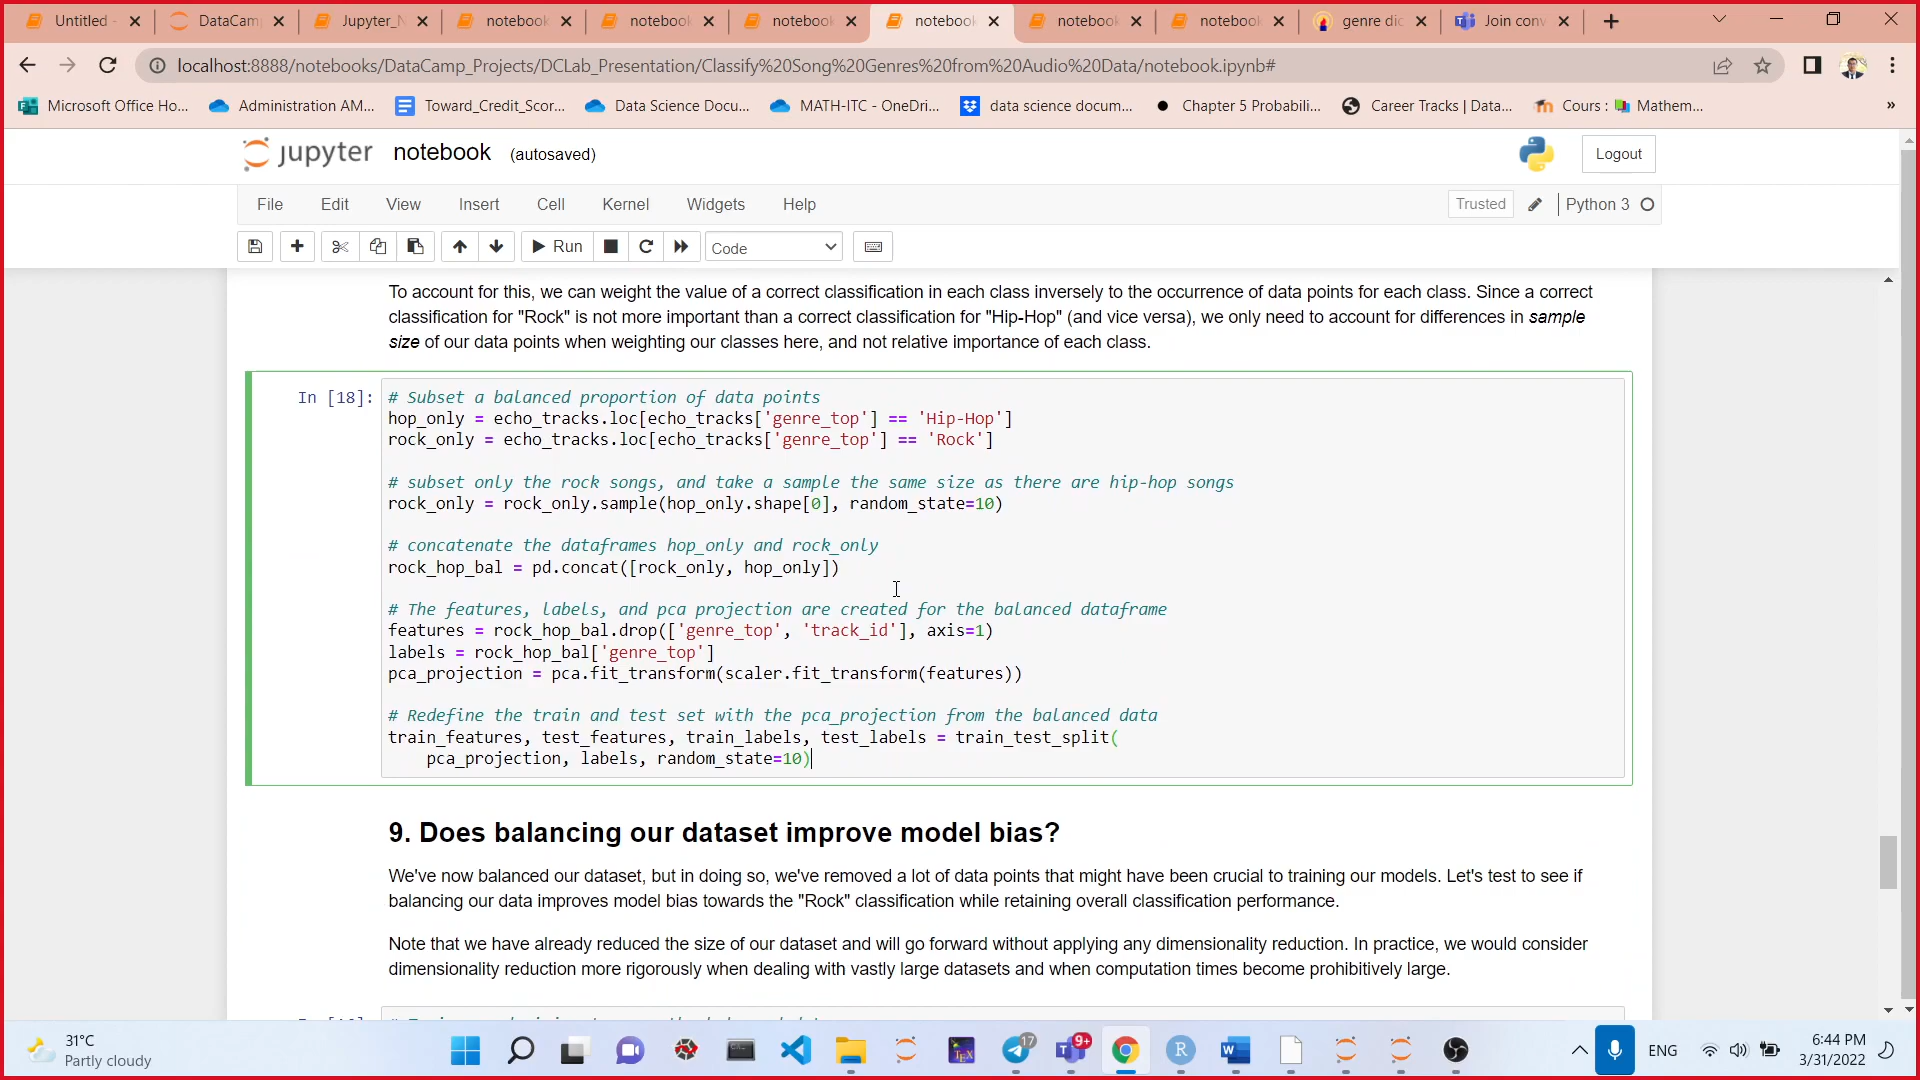 Untitled -
DataCam
Jupyter_N
notebook
notebook
notebook
notebook
notebook
notebook
genre dic
Join conv
localhost:8888/notebooks/DataCamp_Projects/DCLab_Presentation/Classify%20Song%20Genres%20from%20Audio%20Data/notebook.ipynb#
Microsoft Office Ho...
Administration AM...
Toward_Credit_Scor...
Data Science Docu...
MATH-ITC - OneDri...
data science docum...
Chapter 5 Probabili...
Career Tracks | Data...
Cours : Mathem...
»
jupyter notebook (autosaved)
Logout
File Edit View Insert Cell Kernel Widgets Help
Trusted
Python 3
Run
Code
To account for this, we can weight the value of a correct classification in each class inversely to the occurrence of data points for each class. Since a correct
classification for "Rock" is not more important than a correct classification for "Hip-Hop" (and vice versa), we only need to account for differences in sample
size of our data points when weighting our classes here, and not relative importance of each class.
In [18]:
# Subset a balanced proportion of data points
hop_only = echo_tracks.loc[echo_tracks['genre_top'] == 'Hip-Hop']
rock_only = echo_tracks.loc[echo_tracks['genre_top'] == 'Rock']
# subset only the rock songs, and take a sample the same size as there are hip-hop songs
rock_only = rock_only.sample(hop_only.shape[0], random_state=10)
# concatenate the dataframes hop_only and rock_only
rock_hop_bal = pd.concat([rock_only, hop_only])
# The features, labels, and pca projection are created for the balanced dataframe
features = rock_hop_bal.drop(['genre_top', 'track_id'], axis=1)
labels = rock_hop_bal['genre_top']
pca_projection = pca.fit_transform(scaler.fit_transform(features))
# Redefine the train and test set with the pca_projection from the balanced data
train_features, test_features, train_labels, test_labels = train_test_split(
pca_projection, labels, random_state=10)
9. Does balancing our dataset improve model bias?
We've now balanced our dataset, but in doing so, we've removed a lot of data points that might have been crucial to training our models. Let's test to see if
balancing our data improves model bias towards the "Rock" classification while retaining overall classification performance.
Note that we have already reduced the size of our dataset and will go forward without applying any dimensionality reduction. In practice, we would consider
dimensionality reduction more rigorously when dealing with vastly large datasets and when computation times become prohibitively large.
31°C
Partly cloudy
TEX
17
9+
R
ENG
6:44 PM
3/31/2022